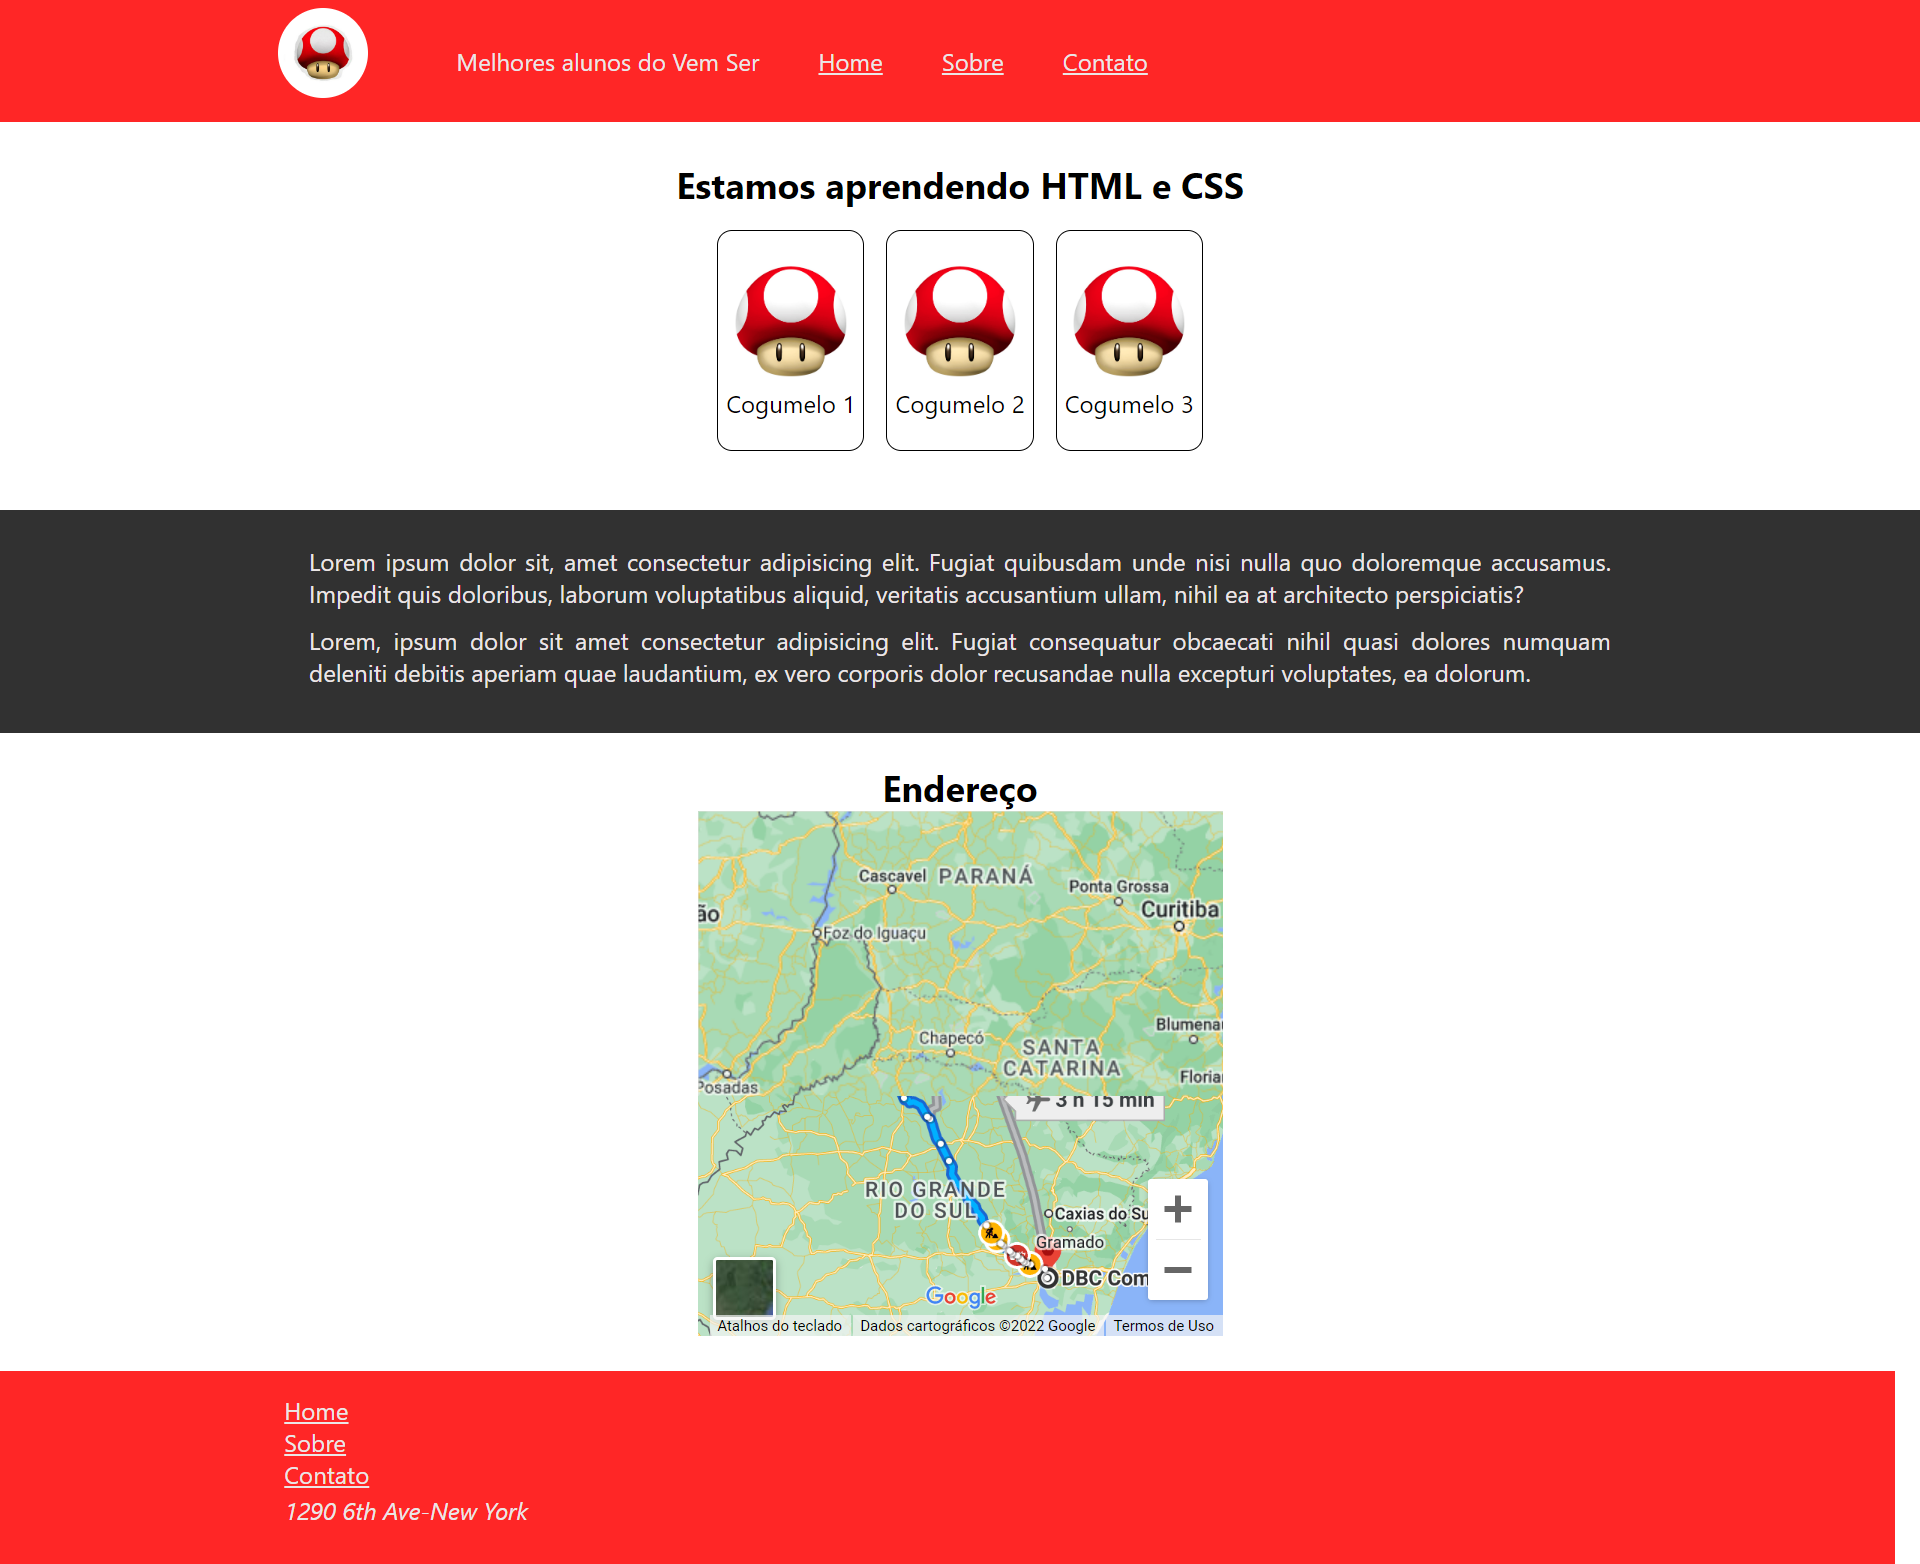 Melhores alunos do Vem Ser Home Sobre Contato
Estamos aprendendo HTML e CSS
Cogumelo 1 Cogumelo 2 Cogumelo 3
Lorem ipsum dolor sit, amet consectetur adipisicing elit. Fugiat quibusdam unde nisi nulla quo doloremque accusamus.
Impedit quis doloribus, laborum voluptatibus aliquid, veritatis accusantium ullam, nihil ea at architecto perspiciatis?
Lorem, ipsum dolor sit amet consectetur adipisicing elit. Fugiat consequatur obcaecati nihil quasi dolores numquam
deleniti debitis aperiam quae laudantium, ex vero corporis dolor recusandae nulla excepturi voluptates, ea dolorum.
Endereço
Cascavel PARANÁ
Ponta Grossa
ão
Curitiba
Foz do Iguaçu
Blumenau
Chapecó
SANTA
CATARINA
Posadas
Floria
3 h 15 min
RIO GRANDE
DO SUL
Caxias do Su
Gramado
DBC Com
Google
Atalhos do teclado Dados cartográficos ©2022 Google Termos de Uso
Home
Sobre
Contato
1290 6th Ave-New York